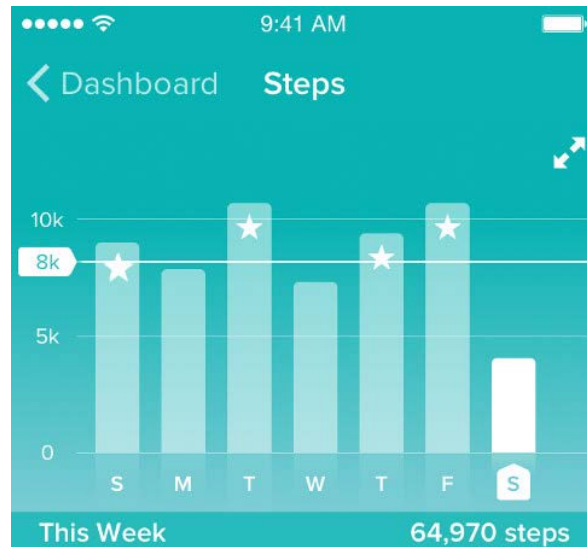 9:41 AM
Dashboard Steps
10k
8k
5k
0
S M T W T F S
This Week 64,970 steps